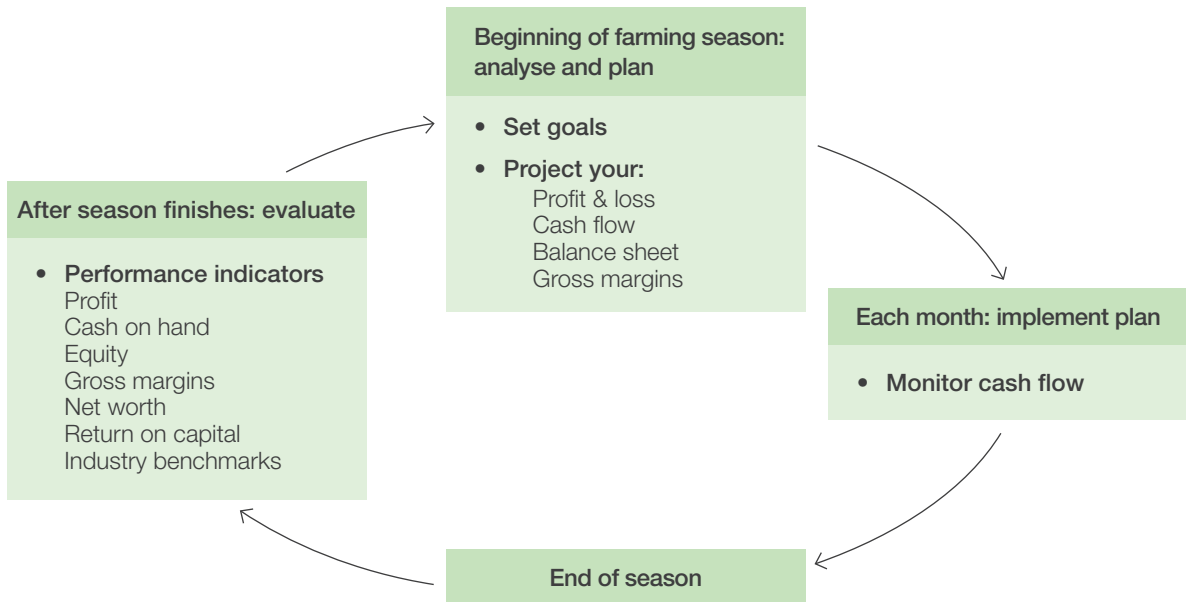 Beginning of farming season:
analyse and plan
• Set goals
• Project your:
Profit & loss
Cash flow
Balance sheet
Gross margins
Each month: implement plan
• Monitor cash flow
End of season
After season finishes: evaluate
• Performance indicators
Profit
Cash on hand
Equity
Gross margins
Net worth
Return on capital
Industry benchmarks